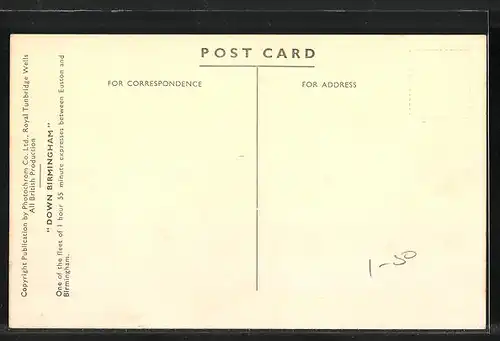 POST CARD
FOR CORRESPONDENCE
FOR ADDRESS
Copyright Publication by Photochrom Co. Ltd., Royal Tunbridge Wells
All British Production
"DOWN BIRMINGHAM"
One of the fleet of 1 hour 55 minute expresses between Euston and
Birmingham.
1-50